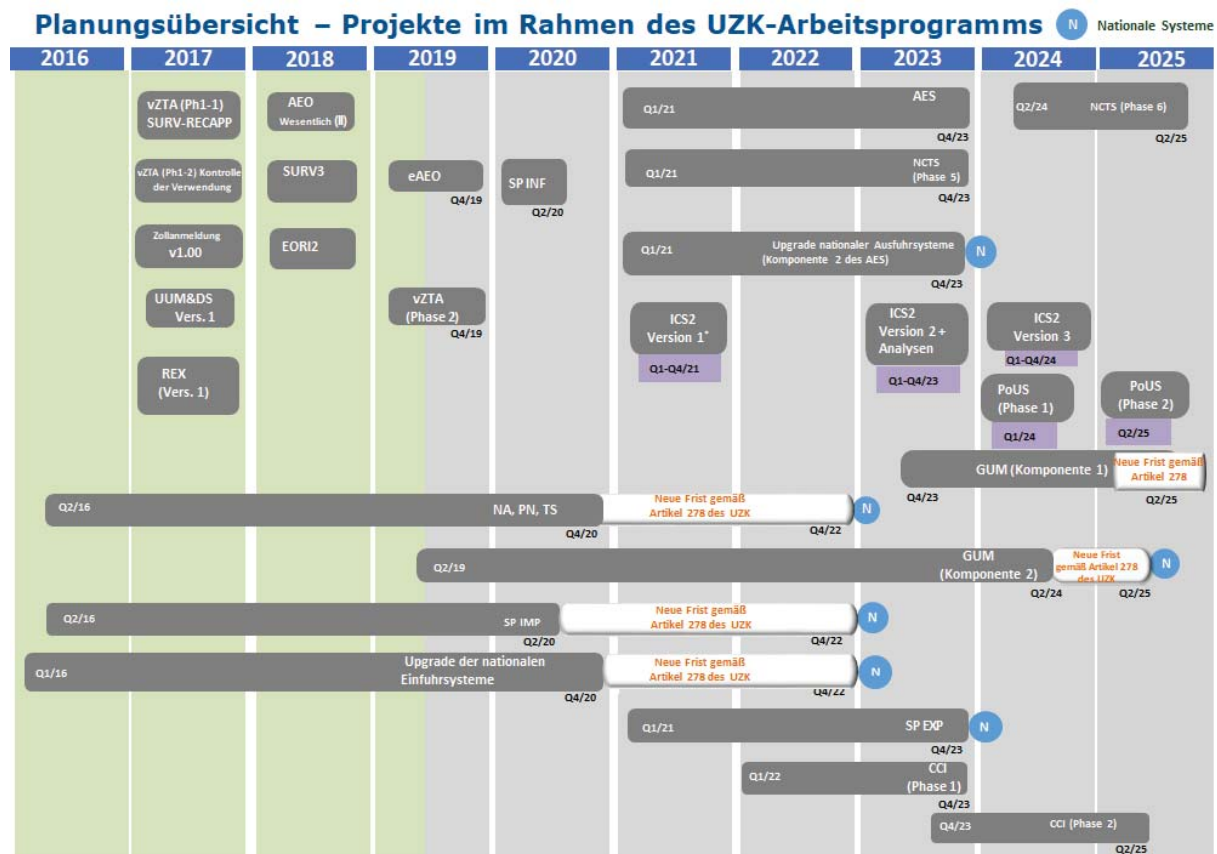 Planungsübersicht – Projekte im Rahmen des UZK-Arbeitsprogramms
N Nationale Systeme
2016 2017 2018 2019 2020 2021 2022 2023 2024 2025
vZTA (Ph1-1)
SURV-RECAPP
AEO
Wesentlich (II)
Q1/21
AES
Q4/23
Q2/24
NCTS (Phase 6)
Q2/25
vZTA (Ph1-2) Kontrolle
der Verwendung
SURV3
eAEO
Q4/19
SP INF
Q2/20
Q1/21
NCTS
(Phase 5)
Q4/23
Zollanmeldung
v1.00
EORI2
Q1/21
Upgrade nationaler Ausfuhrsysteme
(Komponente 2 des AES)
N
Q4/23
UUM&DS
Vers. 1
vZTA
(Phase 2)
Q4/19
ICS2
Version 1*
Q1-Q4/21
ICS2
Version 2 +
Analysen
Q1-Q4/23
ICS2
Version 3
Q1-Q4/24
REX
(Vers. 1)
PoUS
(Phase 1)
Q1/24
PoUS
(Phase 2)
Q2/25
GUM (Komponente 1)
Q4/23
Neue Frist gemäß
Artikel 278
Q2/25
Q2/16
NA, PN, TS
Q4/20
Neue Frist gemäß
Artikel 278 des UZK
Q4/22
N
Q2/19
GUM
(Komponente 2)
Q2/24
Neue Frist
gemäß Artikel 278
des UZK
Q2/25
N
Q2/16
SP IMP
Q2/20
Neue Frist gemäß
Artikel 278 des UZK
Q4/22
N
Q1/16
Upgrade der nationalen
Einfuhrsysteme
Q4/20
Neue Frist gemäß
Artikel 278 des UZK
Q4/22
N
Q1/21
SP EXP
Q4/23
N
Q1/22
CCI
(Phase 1)
Q4/23
Q4/23
CCI (Phase 2)
Q2/25